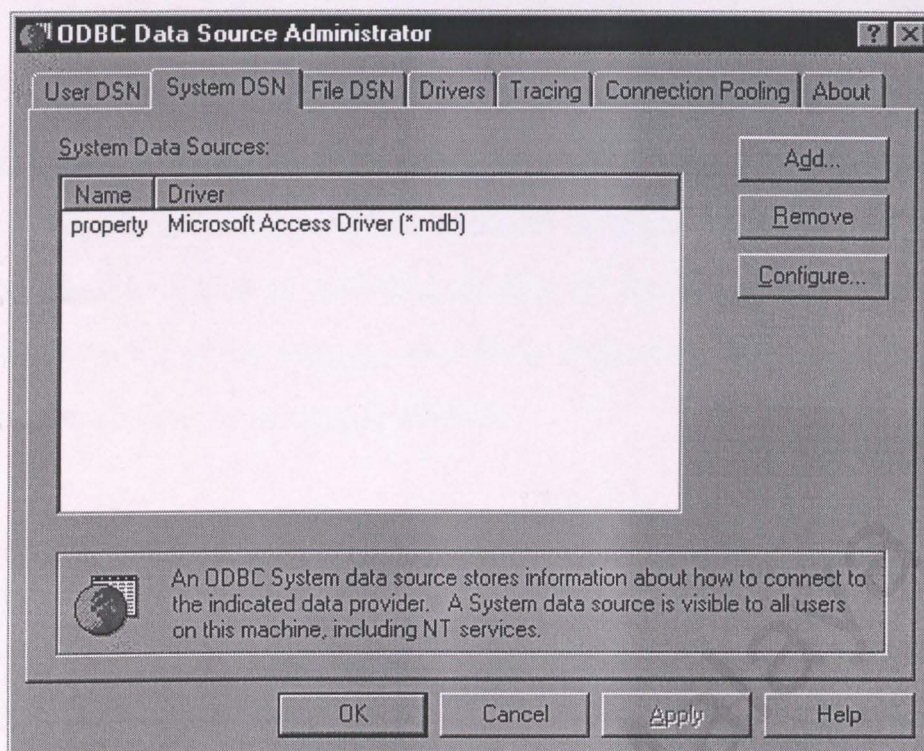 ODBC Data Source Administrator
User DSN System DSN File DSN Drivers Tracing Connection Pooling About
System Data Sources:
Add...
Name Driver
property Microsoft Access Driver (*.mdb)
Remove
Configure...
An ODBC System data source stores information about how to connect to
the indicated data provider. A System data source is visible to all users
on this machine, including NT services.
OK Cancel Apply Help